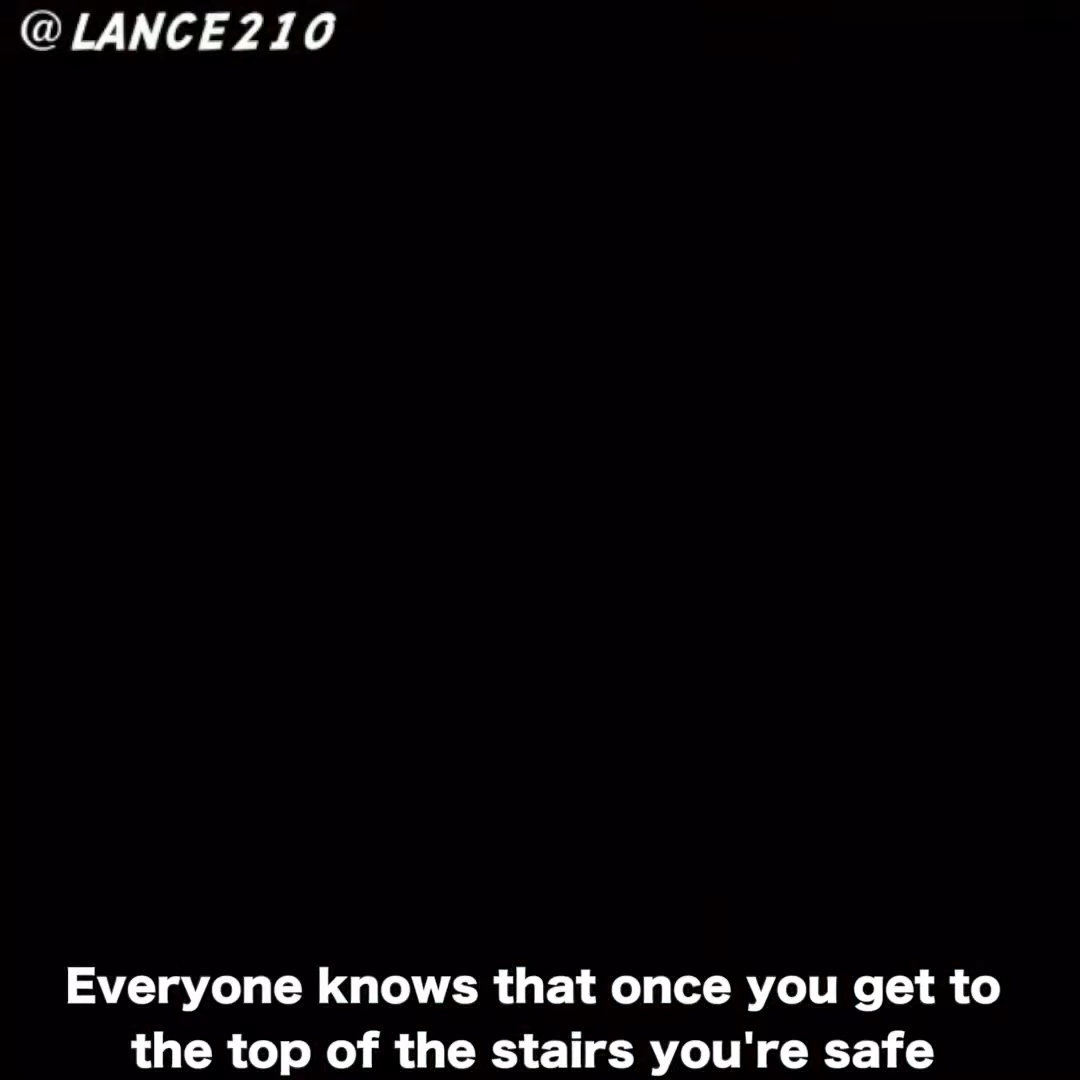 @LANCE210
Everyone knows that once you get to
the top of the stairs you're safe